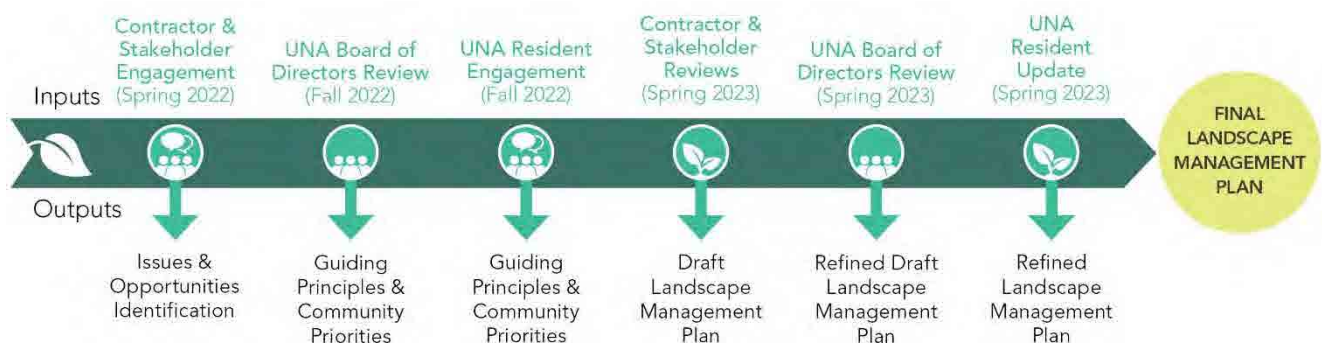 Inputs
Contractor &
Stakeholder
Engagement
(Spring 2022)
UNA Board of
Directors Review
(Fall 2022)
UNA Resident
Engagement
(Fall 2022)
Contractor &
Stakeholder
Reviews
(Spring 2023)
UNA Board of
Directors Review
(Spring 2023)
UNA
Resident
Update
(Spring 2023)
FINAL
LANDSCAPE
MANAGEMENT
PLAN
Outputs
Issues &
Opportunities
Identification
Guiding
Principles &
Community
Priorities
Guiding
Principles &
Community
Priorities
Draft
Landscape
Management
Plan
Refined Draft
Landscape
Management
Plan
Refined
Landscape
Management
Plan